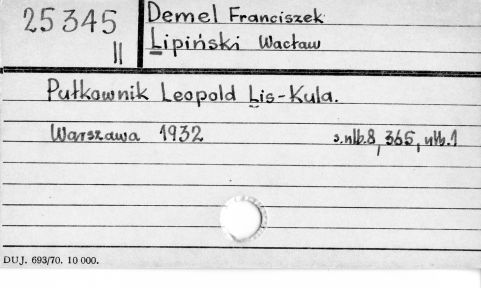 25345
II
Demel Franciszek
Lipiński Wacław
Pułkownik Leopold Lis-Kula.
Warszawa 1932 s.nlb.8, 365, nlb.1
DUJ. 693/70. 10 000.